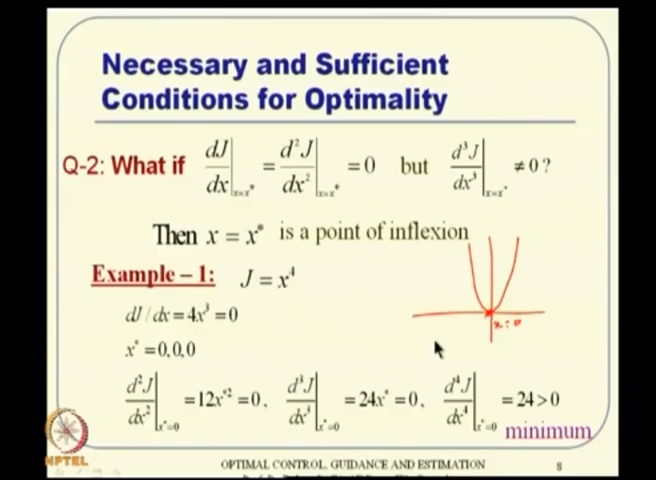 Necessary and Sufficient
Conditions for Optimality
Q-2: What if dJ/dx|x=x* = d²J/dx²|x=x* = 0 but d³J/dx³|x=x* ≠ 0?
Then x = x* is a point of inflexion
Example – 1: J = x⁴
dJ / dx = 4x³ = 0
x* = 0,0,0
x = 0
d²J/dx²|x*=0 = 12x*² = 0, d³J/dx³|x*=0 = 24x* = 0, d⁴J/dx⁴|x*=0 = 24 > 0
minimum
NPTEL
OPTIMAL CONTROL, GUIDANCE AND ESTIMATION
8